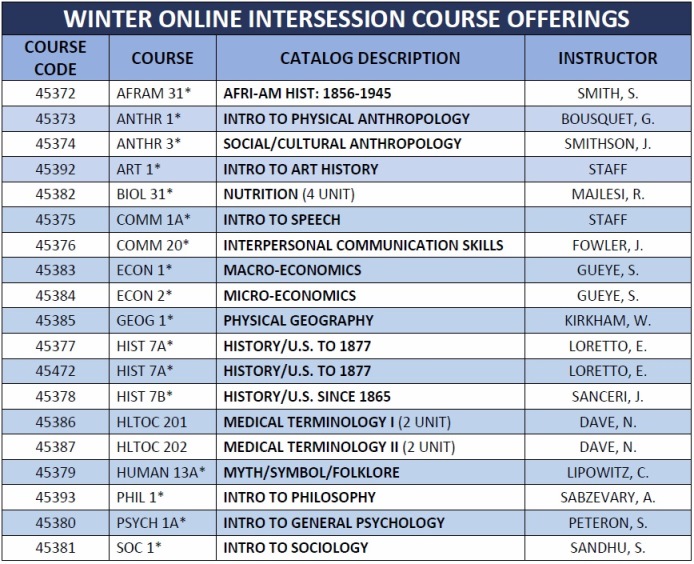 WINTER ONLINE INTERSESSION COURSE OFFERINGS
COURSE CODE COURSE CATALOG DESCRIPTION INSTRUCTOR
45372 AFRAM 31* AFRI-AM HIST: 1856-1945 SMITH, S.
45373 ANTHR 1* INTRO TO PHYSICAL ANTHROPOLOGY BOUSQUET, G.
45374 ANTHR 3* SOCIAL/CULTURAL ANTHROPOLOGY SMITHSON, J.
45392 ART 1* INTRO TO ART HISTORY STAFF
45382 BIOL 31* NUTRITION (4 UNIT) MAJLESI, R.
45375 COMM 1A* INTRO TO SPEECH STAFF
45376 COMM 20* INTERPERSONAL COMMUNICATION SKILLS FOWLER, J.
45383 ECON 1* MACRO-ECONOMICS GUEYE, S.
45384 ECON 2* MICRO-ECONOMICS GUEYE, S.
45385 GEOG 1* PHYSICAL GEOGRAPHY KIRKHAM, W.
45377 HIST 7A* HISTORY/U.S. TO 1877 LORETTO, E.
45472 HIST 7A* HISTORY/U.S. TO 1877 LORETTO, E.
45378 HIST 7B* HISTORY/U.S. SINCE 1865 SANCERI, J.
45386 HLTOC 201 MEDICAL TERMINOLOGY I (2 UNIT) DAVE, N.
45387 HLTOC 202 MEDICAL TERMINOLOGY II (2 UNIT) DAVE, N.
45379 HUMAN 13A* MYTH/SYMBOL/FOLKLORE LIPOWITZ, C.
45393 PHIL 1* INTRO TO PHILOSOPHY SABZEVARY, A.
45380 PSYCH 1A* INTRO TO GENERAL PSYCHOLOGY PETERON, S.
45381 SOC 1* INTRO TO SOCIOLOGY SANDHU, S.